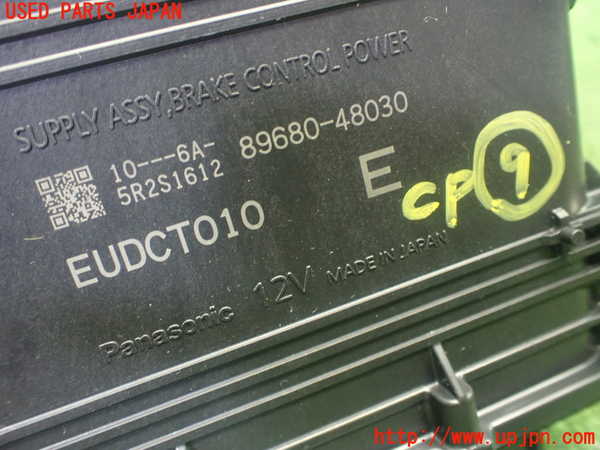 USED PARTS JAPAN
SUPPLY ASSY,BRAKE CONTROL POWER
10---6A-
5R2S1612
89680-48030
E
CP. 9
EUDCT010
Panasonic
12V
MADE IN JAPAN
http://www.upjpn.com/